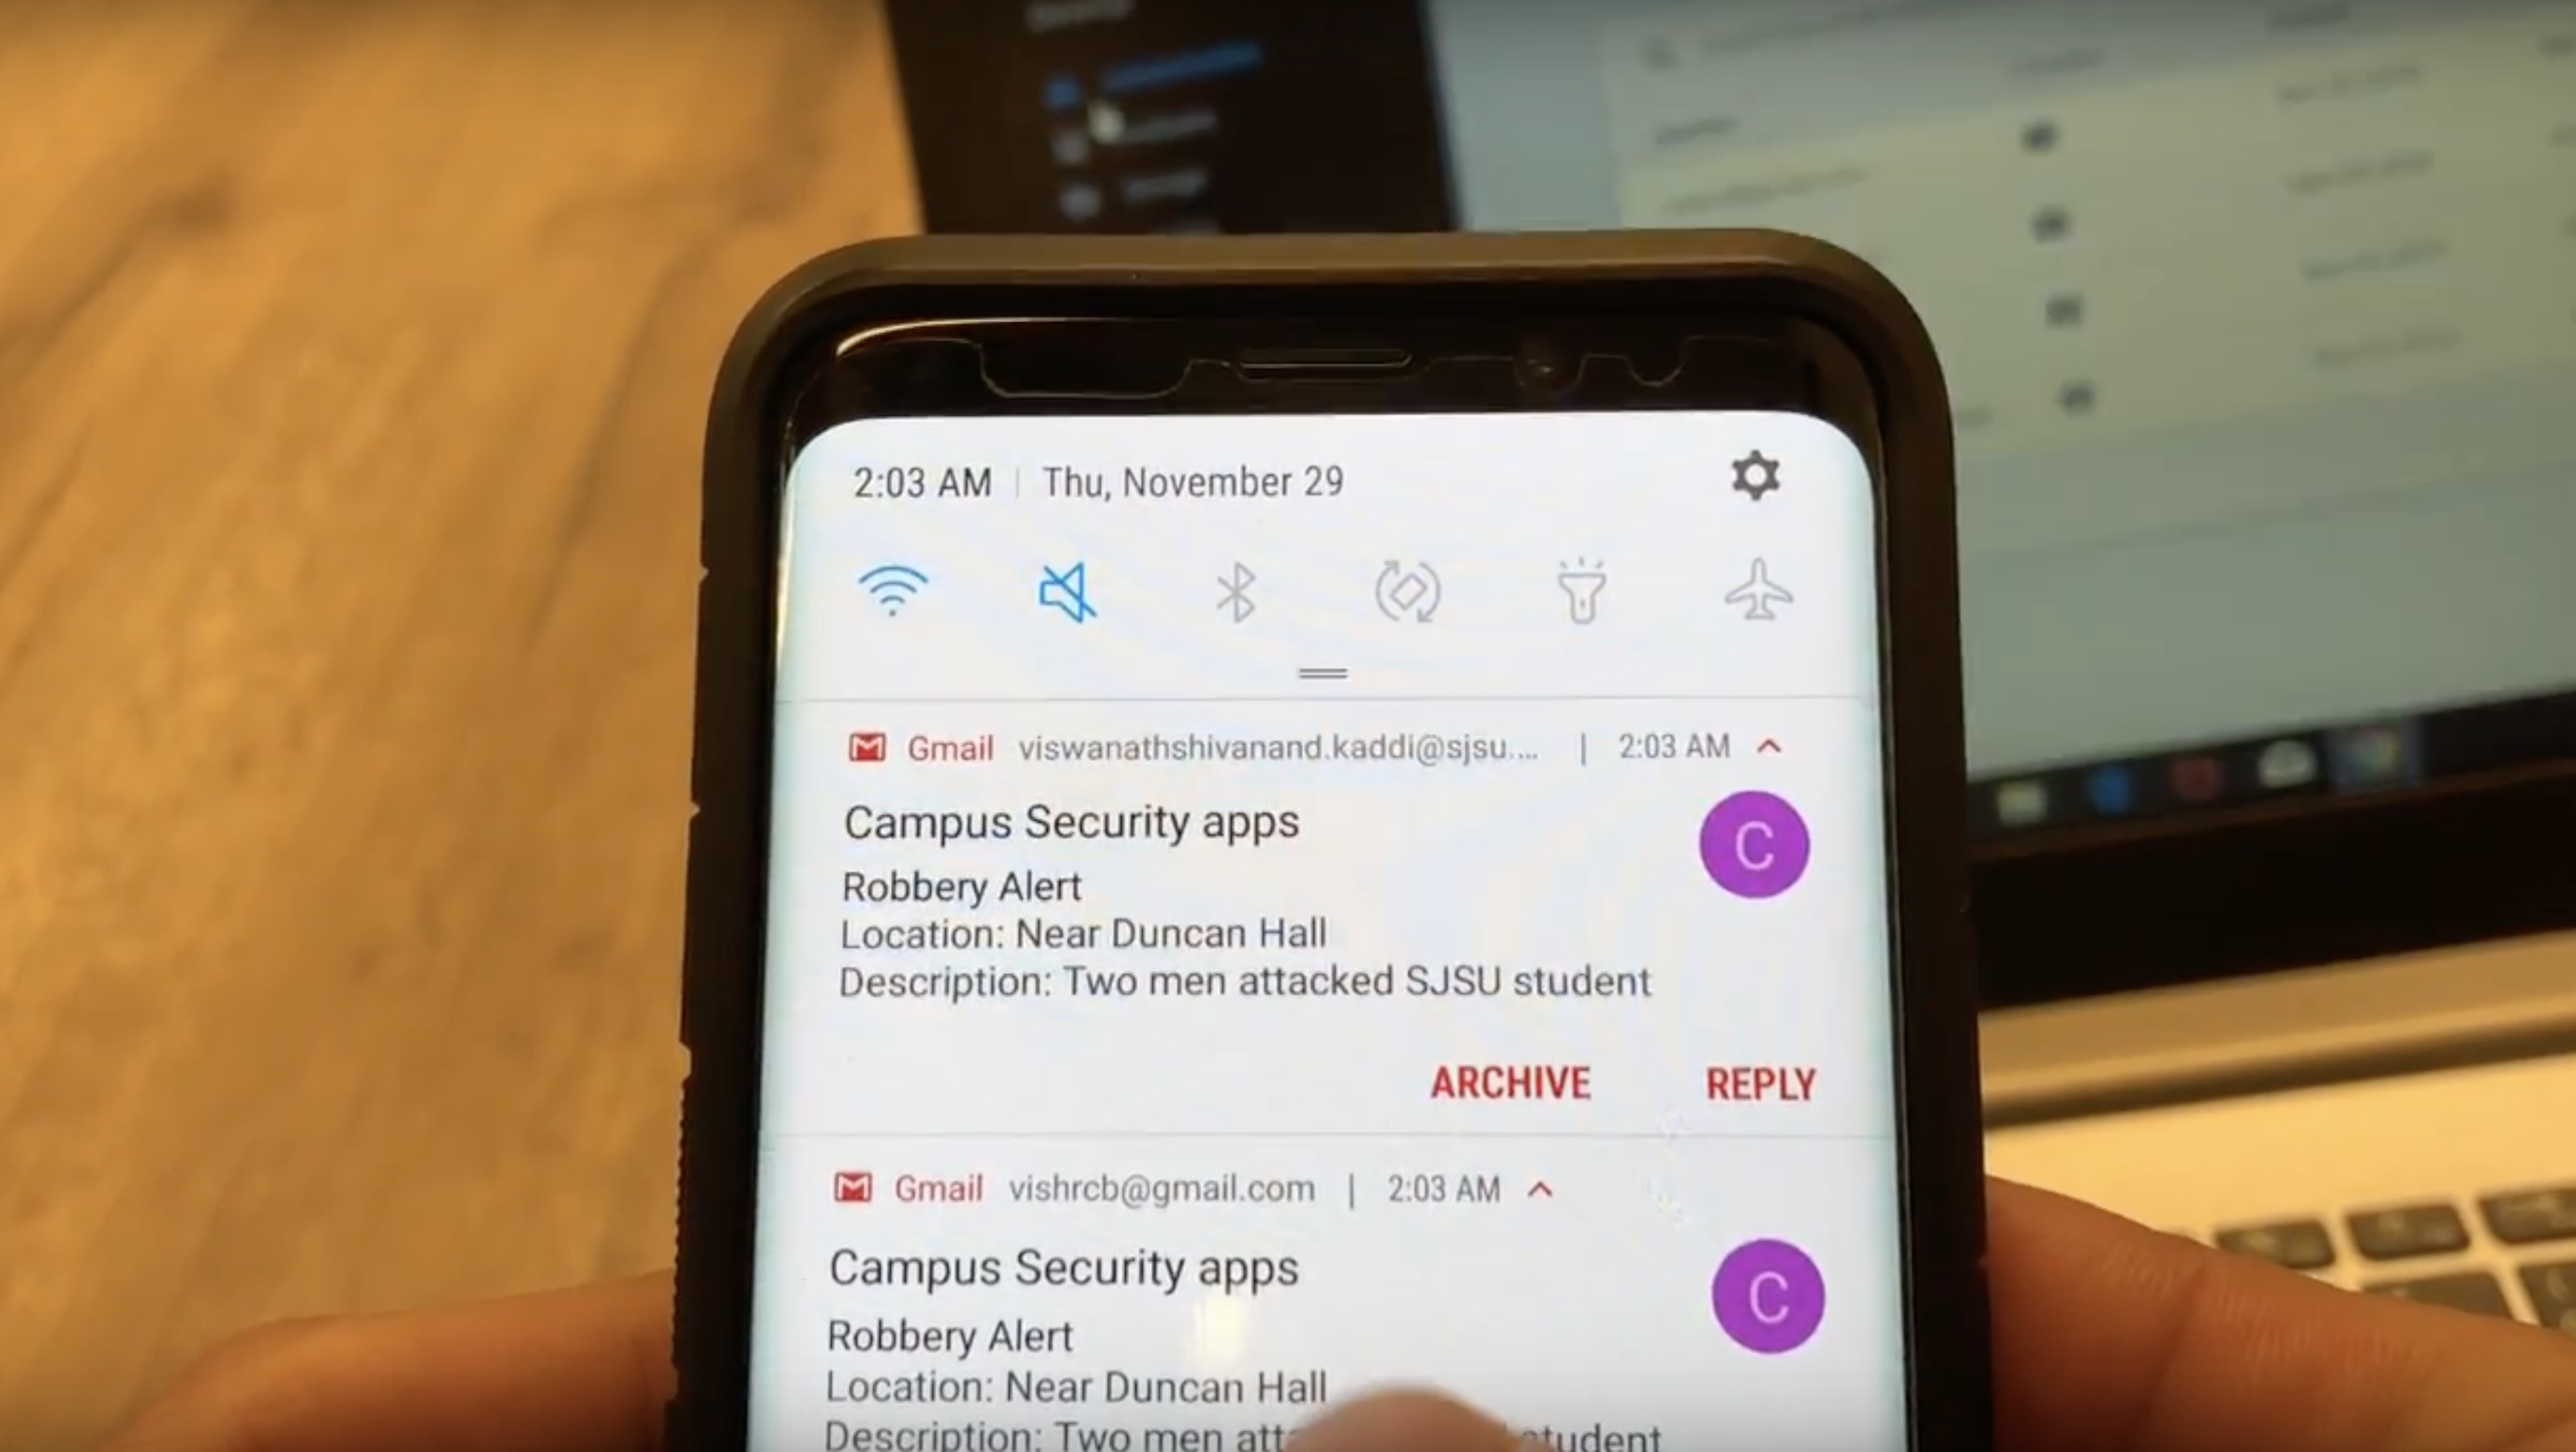 2:03 AM | Thu, November 29
Gmail viswanathshivanand.kaddi@sjsu.... | 2:03 AM
Campus Security apps
C
Robbery Alert
Location: Near Duncan Hall
Description: Two men attacked SJSU student
ARCHIVE REPLY
Gmail vishrcb@gmail.com | 2:03 AM
Campus Security apps
C
Robbery Alert
Location: Near Duncan Hall
Description: Two men student